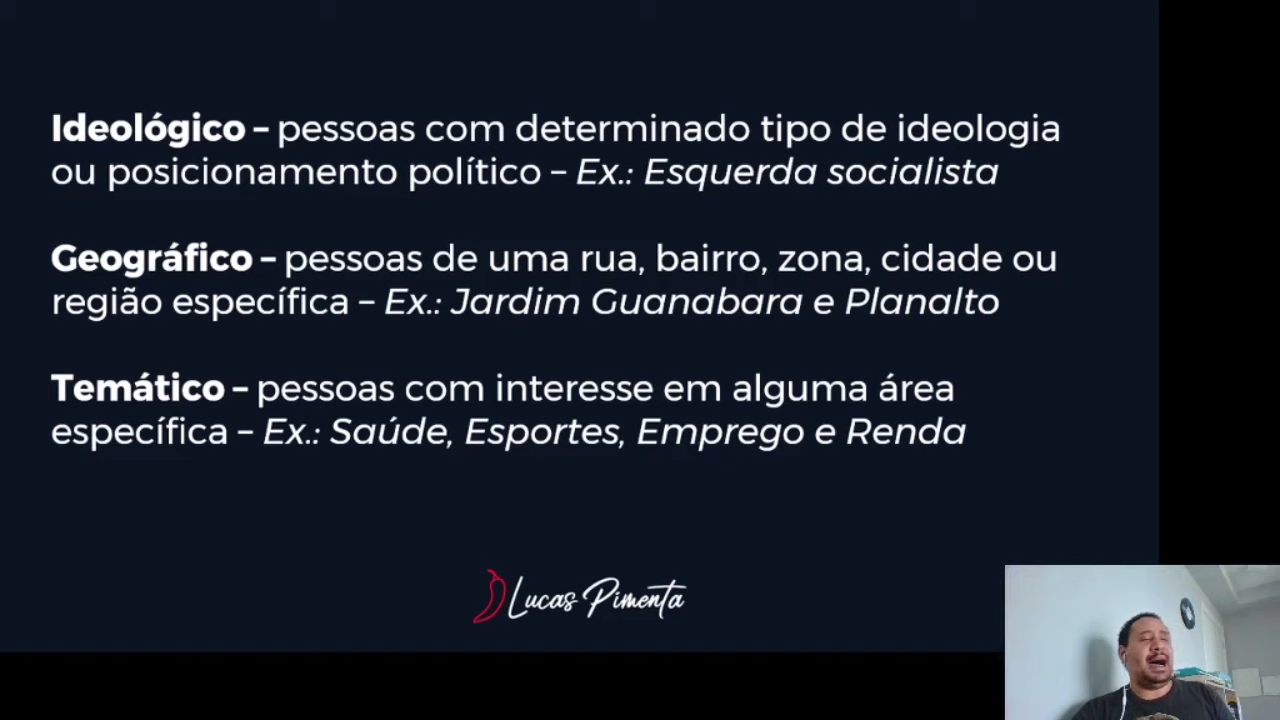 Ideológico – pessoas com determinado tipo de ideologia
ou posicionamento político – Ex.: Esquerda socialista
Geográfico – pessoas de uma rua, bairro, zona, cidade ou
região específica – Ex.: Jardim Guanabara e Planalto
Temático – pessoas com interesse em alguma área
específica – Ex.: Saúde, Esportes, Emprego e Renda
Lucas Pimenta